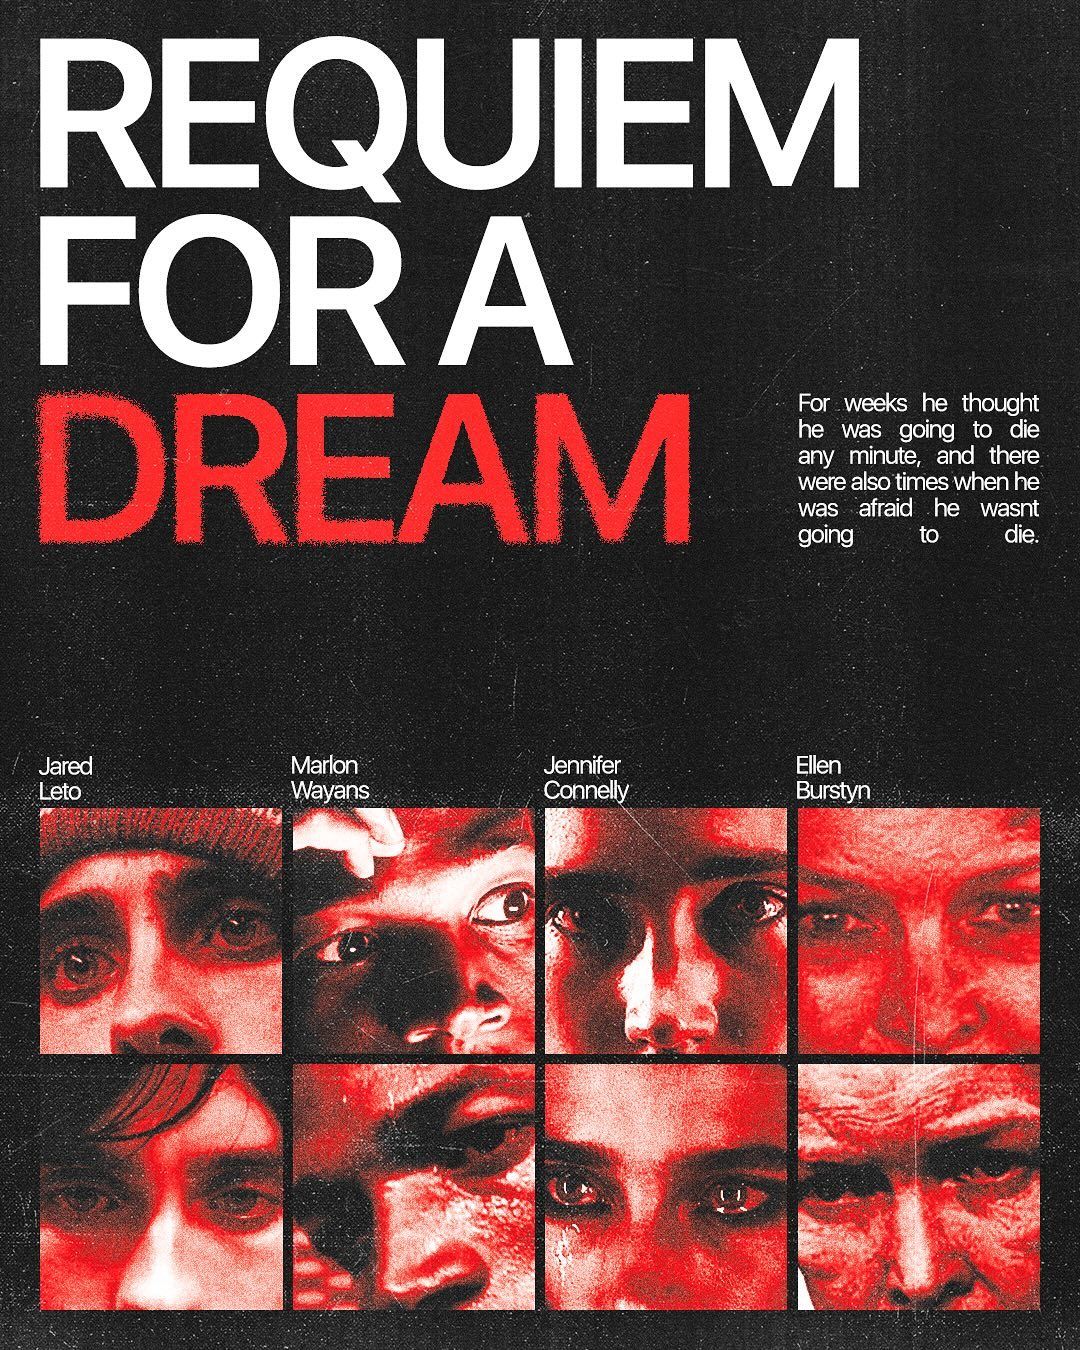 REQUIEM
FOR A
DREAM
For weeks he thought
he was going to die
any minute, and there
were also times when he
was afraid he wasnt
going to die.
Jared
Leto
Marlon
Wayans
Jennifer
Connelly
Ellen
Burstyn